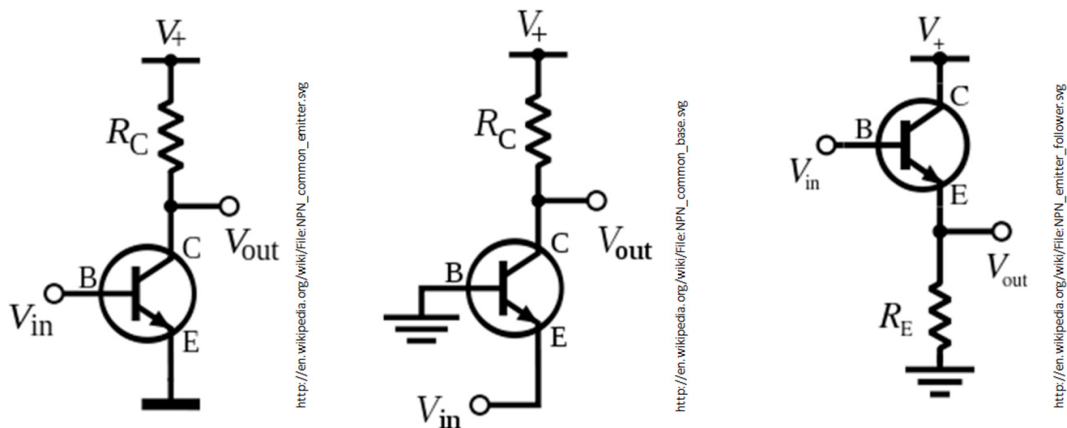 V+
RC
C
B
Vout
Vin
E
http://en.wikipedia.org/wiki/File:NPN_common_emitter.svg
V+
RC
C
B
Vout
E
Vin
http://en.wikipedia.org/wiki/File:NPN_common_base.svg
V+
C
B
Vin
E
Vout
RE
http://en.wikipedia.org/wiki/File:NPN_emitter_follower.svg